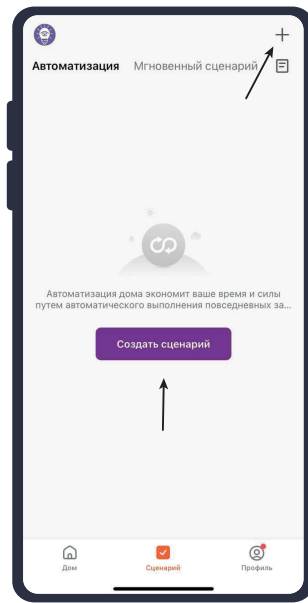 Автоматизация Мгновенный сценарий
Автоматизация дома экономит ваше время и силы
путем автоматического выполнения повседневных за...
Создать сценарий
Дом Сценарий Профиль